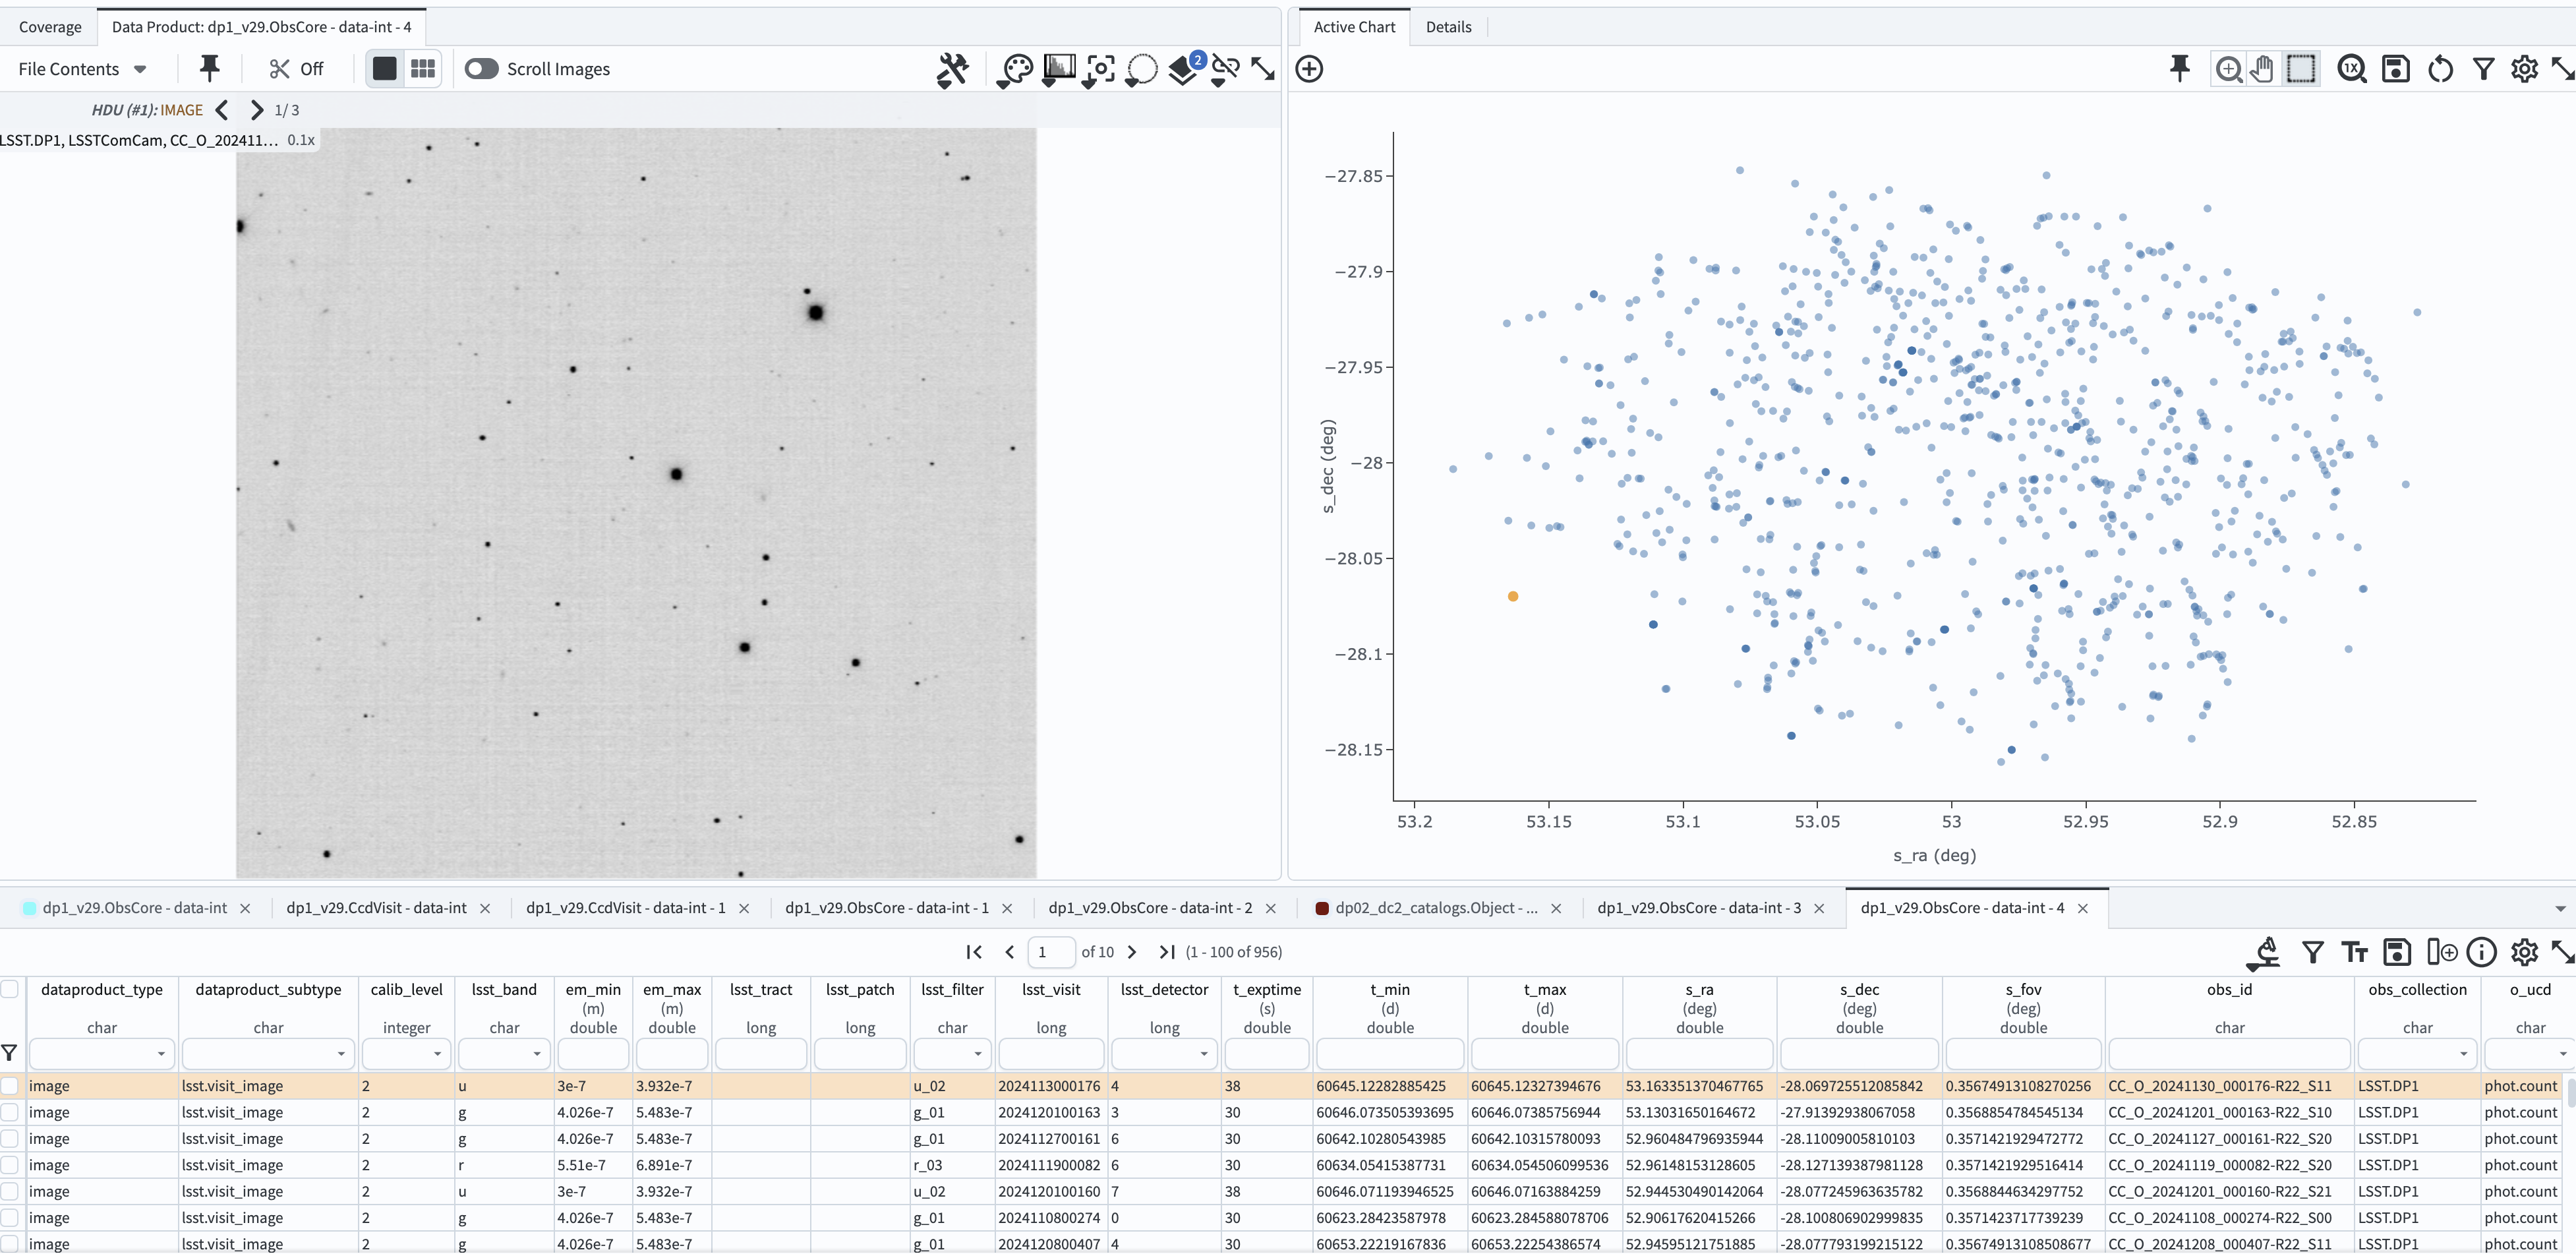 Coverage Data Product: dp1_v29.ObsCore - data-int - 4
Active Chart Details
File Contents Off Scroll Images 2
1X
HDU (#1): IMAGE 1/ 3
LSST.DP1, LSSTComCam, CC_O_202411... 0.1x
−27.85
−27.9
−27.95
−28
−28.05
−28.1
−28.15
s_dec (deg)
53.2 53.15 53.1 53.05 53 52.95 52.9 52.85
s_ra (deg)
dp1_v29.ObsCore - data-int dp1_v29.CcdVisit - data-int dp1_v29.CcdVisit - data-int - 1 dp1_v29.ObsCore - data-int - 1 dp1_v29.ObsCore - data-int - 2 dp02_dc2_catalogs.Object - ... dp1_v29.ObsCore - data-int - 3 dp1_v29.ObsCore - data-int - 4
1 of 10 (1 - 100 of 956)
dataproduct_type dataproduct_subtype calib_level lsst_band em_min em_max lsst_tract lsst_patch lsst_filter lsst_visit lsst_detector t_exptime t_min t_max s_ra s_dec s_fov obs_id obs_collection o_ucd
(m) (m) (s) (d) (d) (deg) (deg) (deg)
char char integer char double double long long char long long double double double double double double char char char
image lsst.visit_image 2 u 3e-7 3.932e-7 u_02 2024113000176 4 38 60645.12282885425 60645.12327394676 53.163351370467765 -28.069725512085842 0.35674913108270256 CC_O_20241130_000176-R22_S11 LSST.DP1 phot.count
image lsst.visit_image 2 g 4.026e-7 5.483e-7 g_01 2024120100163 3 30 60646.073505393695 60646.07385756944 53.13031650164672 -27.91392938067058 0.3568854784545134 CC_O_20241201_000163-R22_S10 LSST.DP1 phot.count
image lsst.visit_image 2 g 4.026e-7 5.483e-7 g_01 2024112700161 6 30 60642.10280543985 60642.10315780093 52.960484796935944 -28.11009005810103 0.3571421929472772 CC_O_20241127_000161-R22_S20 LSST.DP1 phot.count
image lsst.visit_image 2 r 5.51e-7 6.891e-7 r_03 2024111900082 6 30 60634.05415387731 60634.054506099536 52.96148153128605 -28.127139387981128 0.3571421929516414 CC_O_20241119_000082-R22_S20 LSST.DP1 phot.count
image lsst.visit_image 2 u 3e-7 3.932e-7 u_02 2024120100160 7 38 60646.071193946525 60646.07163884259 52.944530490142064 -28.077245963635782 0.3568844634297752 CC_O_20241201_000160-R22_S21 LSST.DP1 phot.count
image lsst.visit_image 2 g 4.026e-7 5.483e-7 g_01 2024110800274 0 30 60623.28423587978 60623.284588078706 52.90617620415266 -28.100806902999835 0.3571423717739239 CC_O_20241108_000274-R22_S00 LSST.DP1 phot.count
image lsst.visit_image 2 g 4.026e-7 5.483e-7 g_01 2024120800407 4 30 60653.22219167836 60653.22254386574 52.94595121751885 -28.077793199215122 0.35674913108508677 CC_O_20241208_000407-R22_S11 LSST.DP1 phot.count